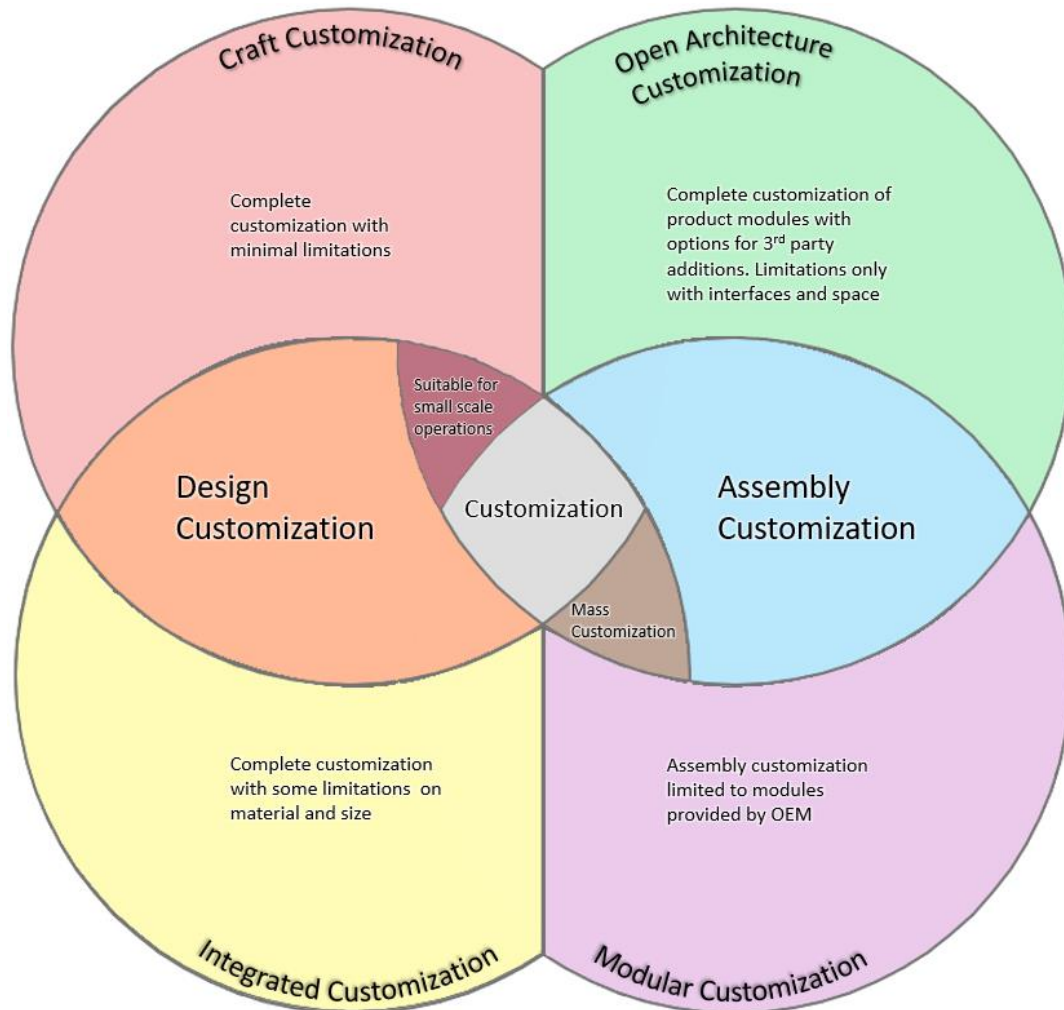 Craft Customization
Open Architecture
Customization
Complete
customization with
minimal limitations
Complete customization of
product modules with
options for 3rd party
additions. Limitations only
with interfaces and space
Suitable for
small scale
operations
Design
Customization
Customization
Assembly
Customization
Mass
Customization
Complete customization
with some limitations on
material and size
Assembly customization
limited to modules
provided by OEM
Integrated Customization
Modular Customization